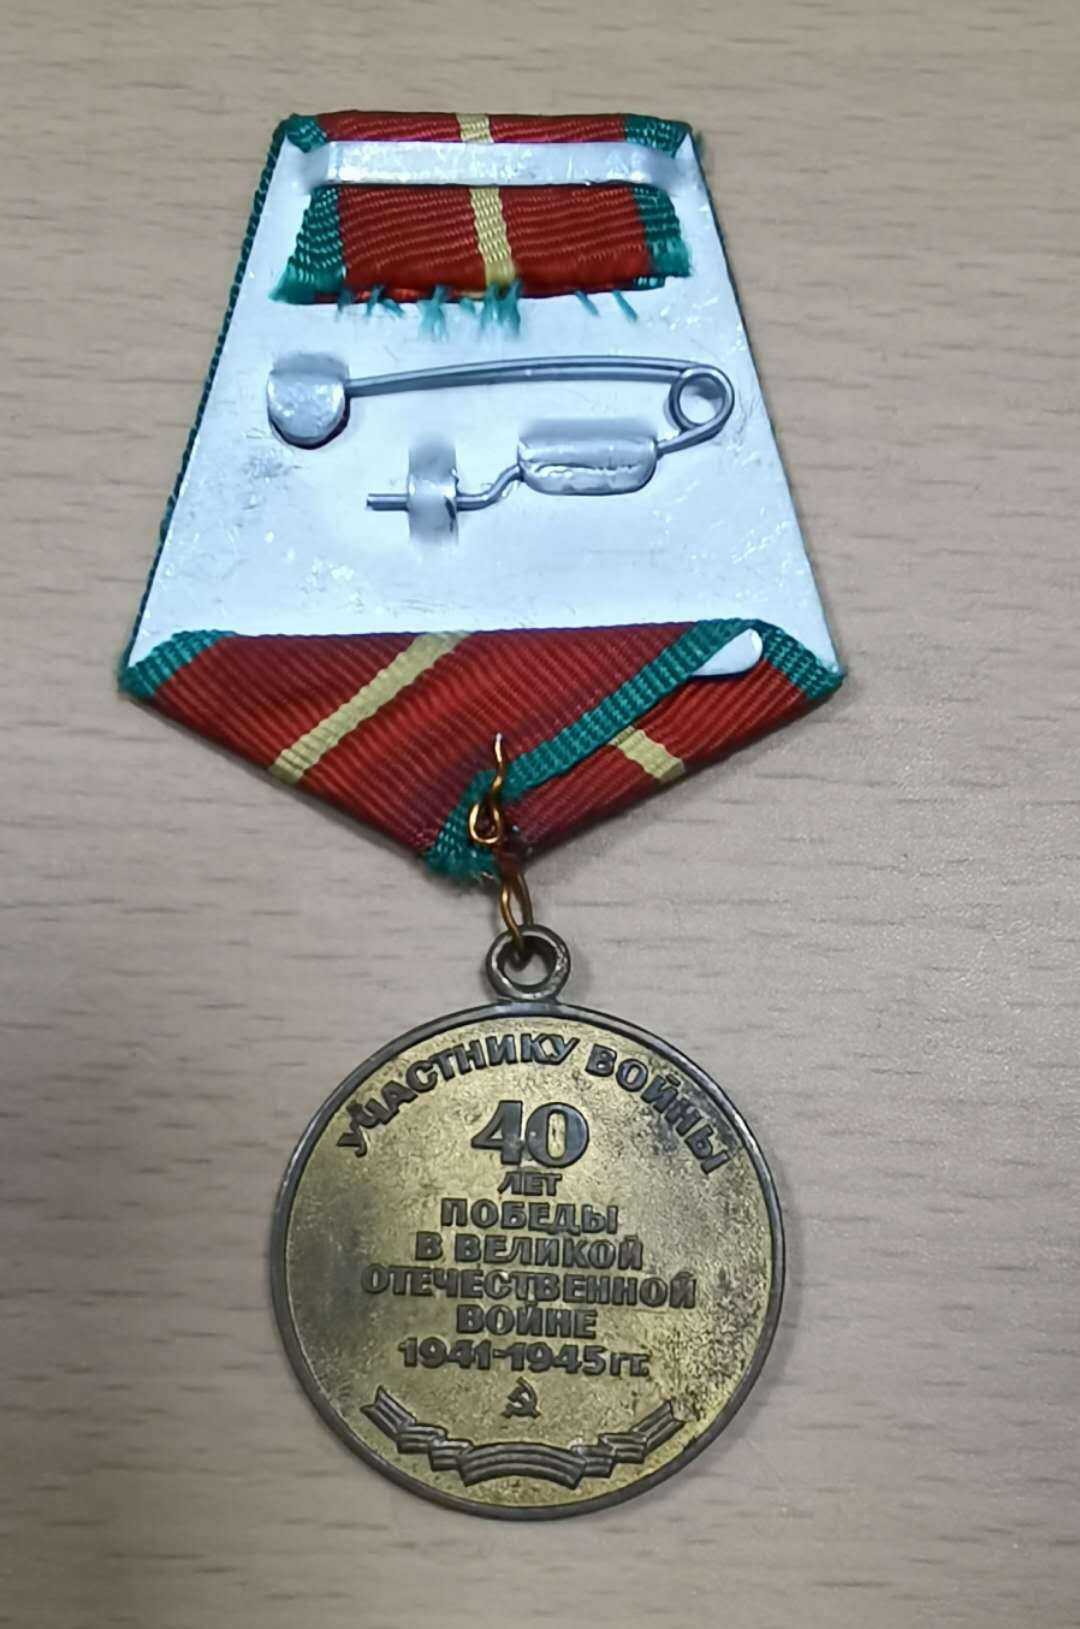 УЧАСТНИКУ ВОЙНЫ
40
ЛЕТ
ПОБЕДЫ
В ВЕЛИКОЙ
ОТЕЧЕСТВЕННОЙ
ВОЙНЕ
1941-1945 гг.